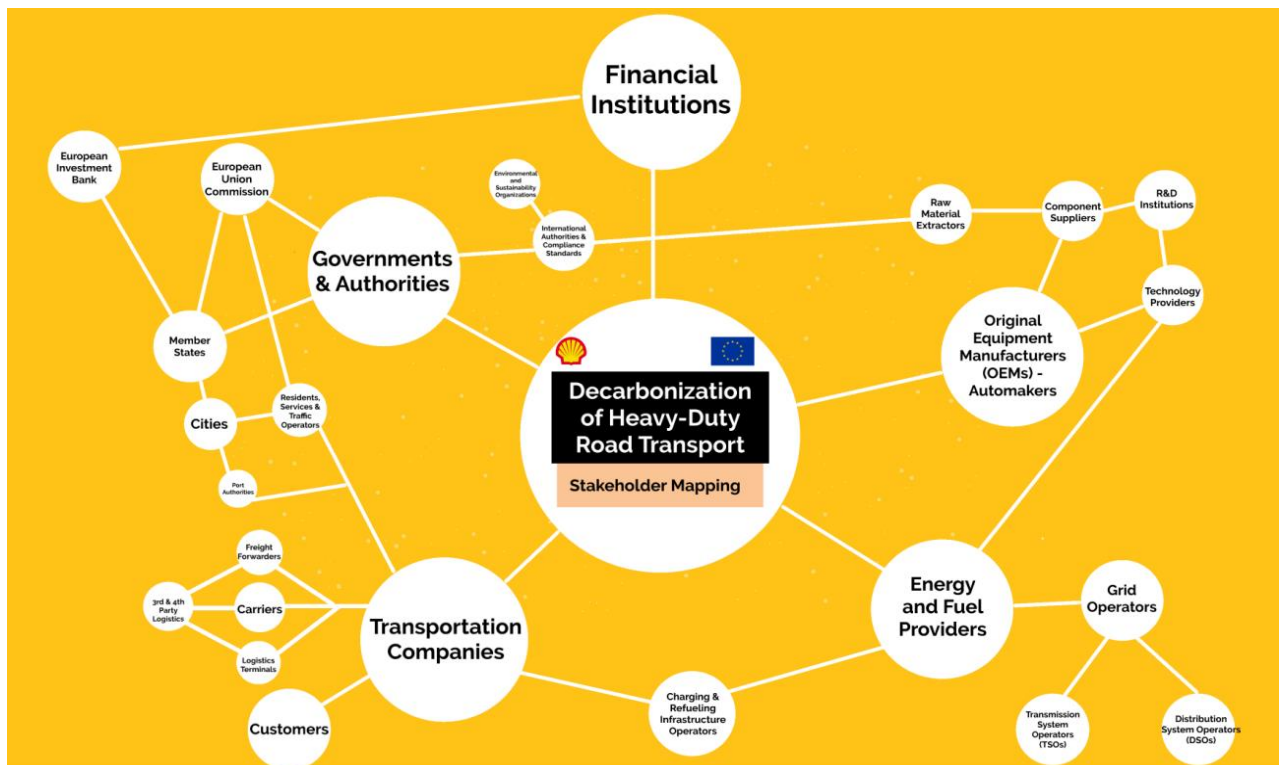 Financial
Institutions
European
Investment
Bank
European
Union
Commission
Environmental
and
Sustainability
Organizations
International
Authorities &
Compliance
Standards
Governments
& Authorities
Raw
Material
Extractors
Component
Suppliers
R&D
Institutions
Technology
Providers
Original
Equipment
Manufacturers
(OEMs) -
Automakers
Member
States
Cities
Residents,
Services &
Traffic
Operators
Port
Authorities
Decarbonization
of Heavy-Duty
Road Transport
Stakeholder Mapping
Freight
Forwarders
3rd & 4th
Party
Logistics
Carriers
Logistics
Terminals
Transportation
Companies
Customers
Charging &
Refueling
Infrastructure
Operators
Energy
and Fuel
Providers
Grid
Operators
Transmission
System
Operators
(TSOs)
Distribution
System Operators
(DSOs)